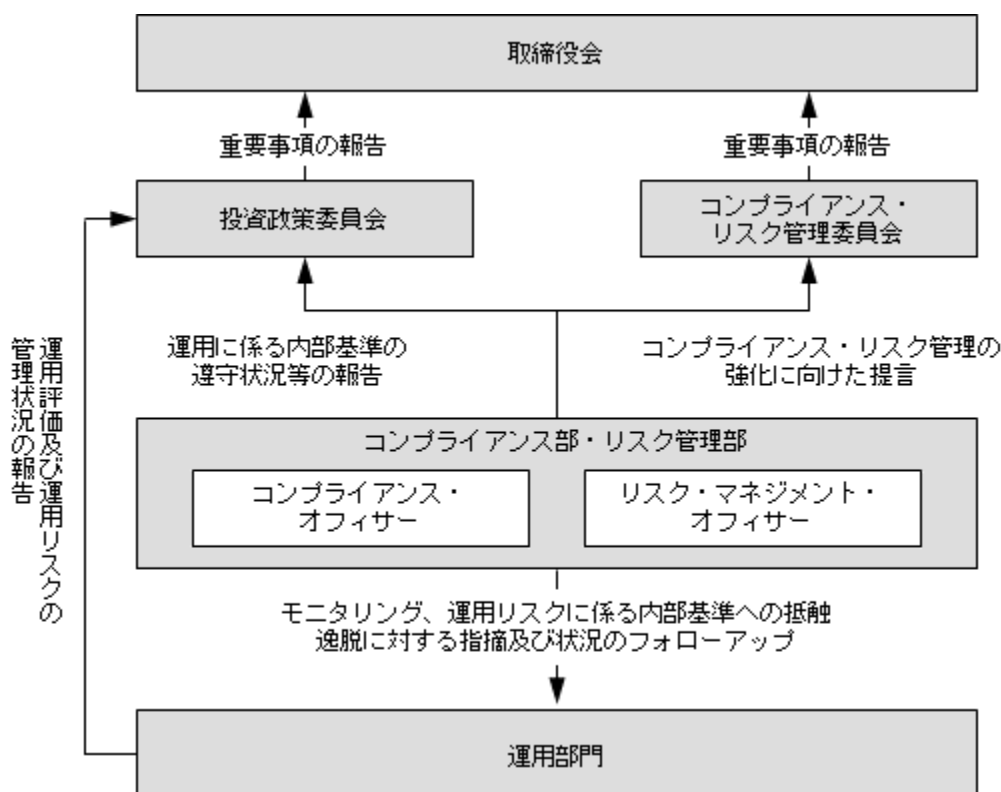 取締役会
重要事項の報告
重要事項の報告
投資政策委員会
コンプライアンス・
リスク管理委員会
運用に係る内部基準の
遵守状況等の報告
コンプライアンス・リスク管理の
強化に向けた提言
運用評価及び運用リスクの
管理状況の報告
コンプライアンス部・リスク管理部
コンプライアンス・
オフィサー
リスク・マネジメント・
オフィサー
モニタリング、運用リスクに係る内部基準への抵触
逸脱に対する指摘及び状況のフォローアップ
運用部門